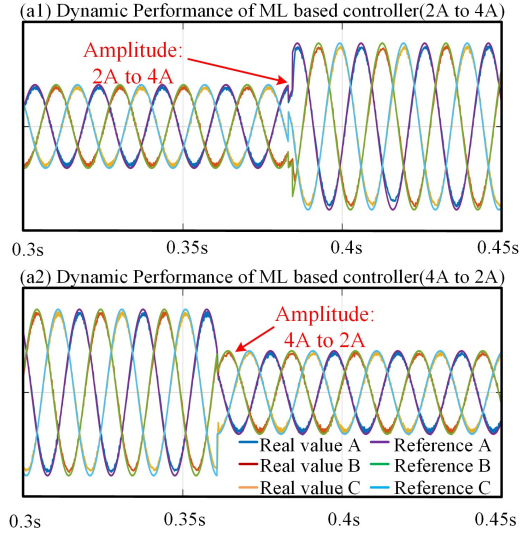 (a1) Dynamic Performance of ML based controller(2A to 4A)
Amplitude:
2A to 4A
0.3s 0.35s 0.4s 0.45s
(a2) Dynamic Performance of ML based controller(4A to 2A)
Amplitude:
4A to 2A
Real value A Reference A
Real value B Reference B
Real value C Reference C
0.3s 0.35s 0.4s 0.45s